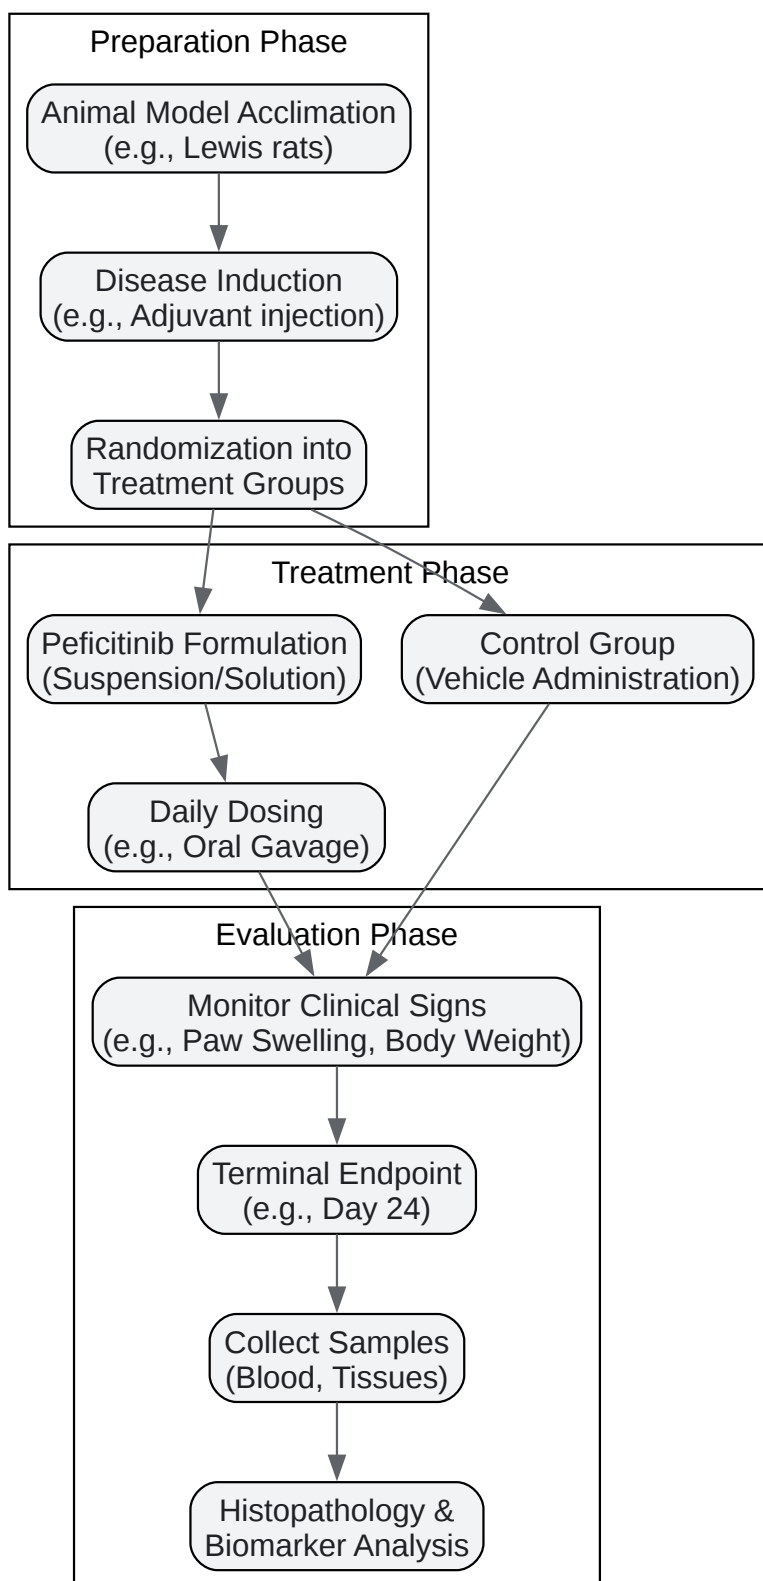 Preparation Phase
Animal Model Acclimation
(e.g., Lewis rats)
Disease Induction
(e.g., Adjuvant injection)
Randomization into
Treatment Groups
Treatment Phase
Peficitinib Formulation
(Suspension/Solution)
Control Group
(Vehicle Administration)
Daily Dosing
(e.g., Oral Gavage)
Evaluation Phase
Monitor Clinical Signs
(e.g., Paw Swelling, Body Weight)
Terminal Endpoint
(e.g., Day 24)
Collect Samples
(Blood, Tissues)
Histopathology &
Biomarker Analysis